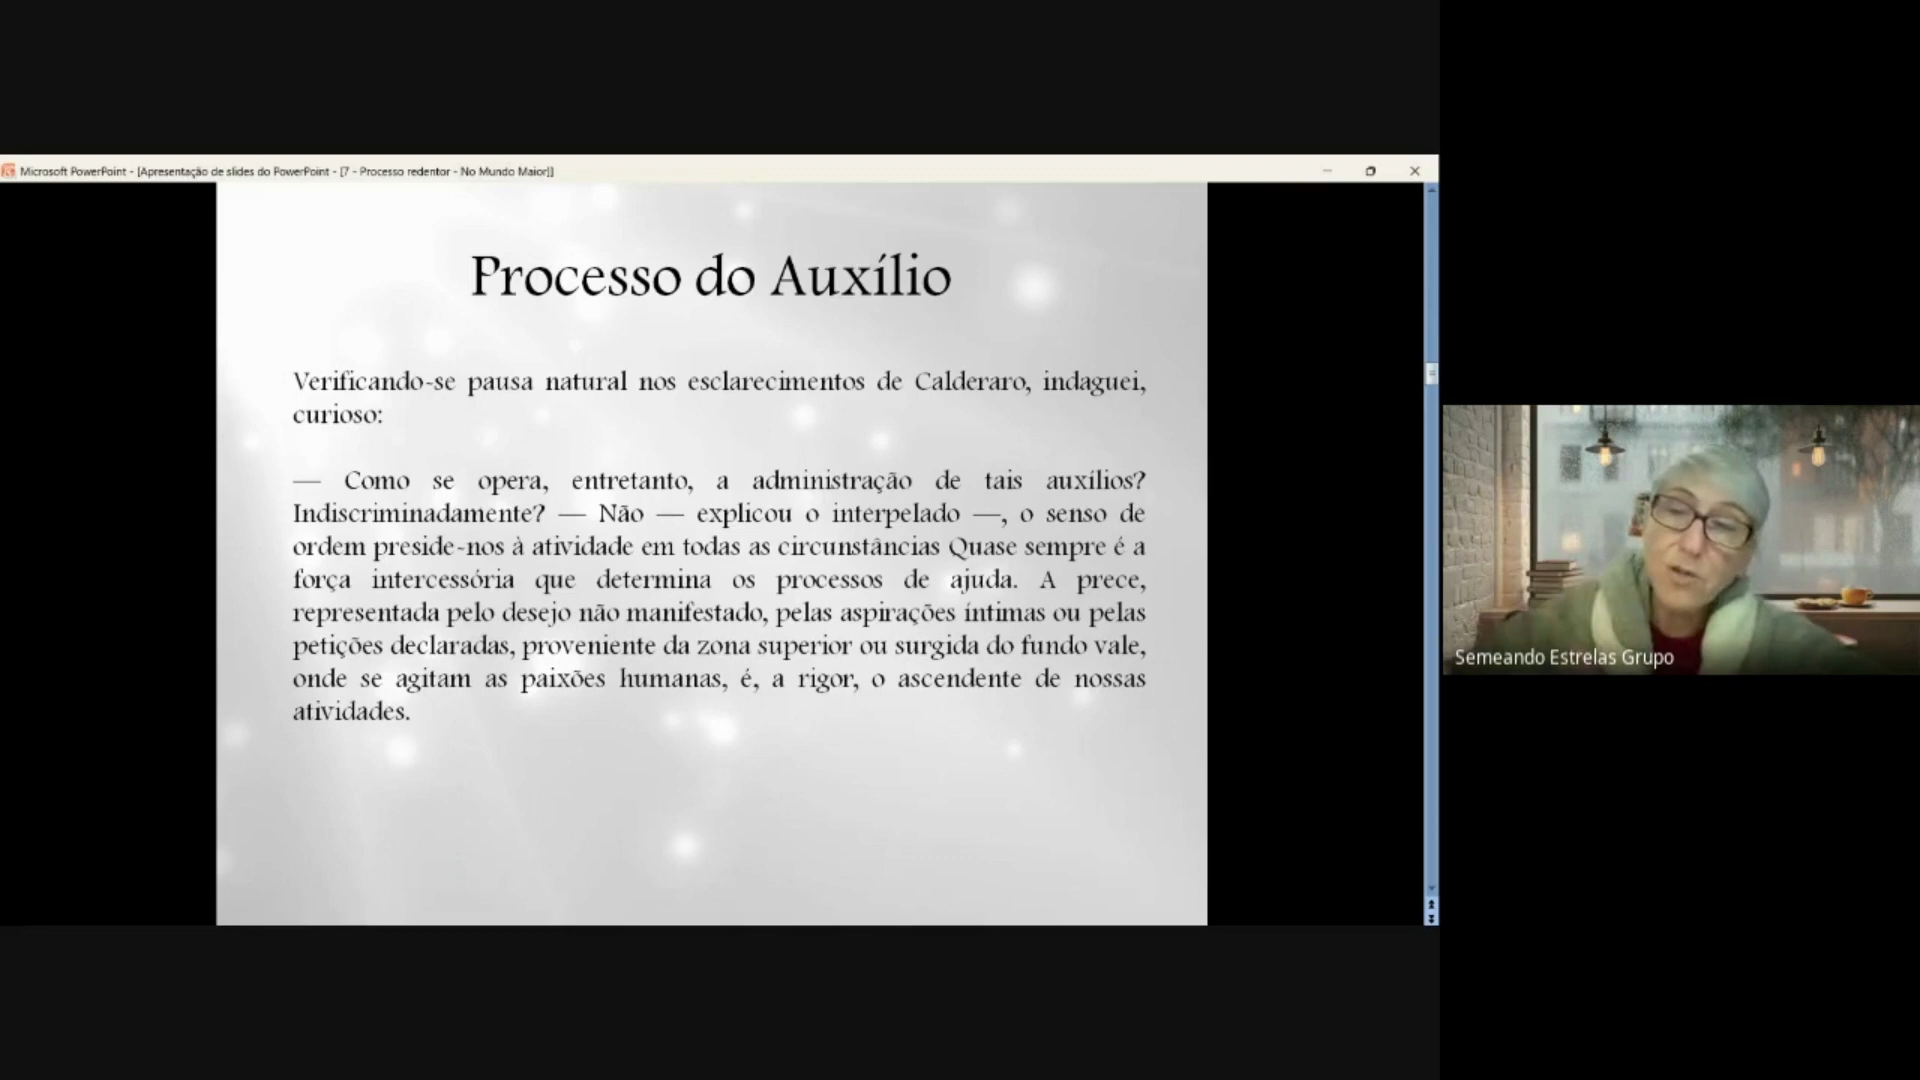 Microsoft PowerPoint - [Apresentação de slides do PowerPoint - [7 - Processo redentor - No Mundo Maior]]
Processo do Auxílio
Verificando-se pausa natural nos esclarecimentos de Calderaro, indaguei,
curioso:
— Como se opera, entretanto, a administração de tais auxílios?
Indiscriminadamente? — Não — explicou o interpelado —, o senso de
ordem preside-nos à atividade em todas as circunstâncias Quase sempre é a
força intercessória que determina os processos de ajuda. A prece,
representada pelo desejo não manifestado, pelas aspirações íntimas ou pelas
petições declaradas, proveniente da zona superior ou surgida do fundo vale,
onde se agitam as paixões humanas, é, a rigor, o ascendente de nossas
atividades.
Semeando Estrelas Grupo